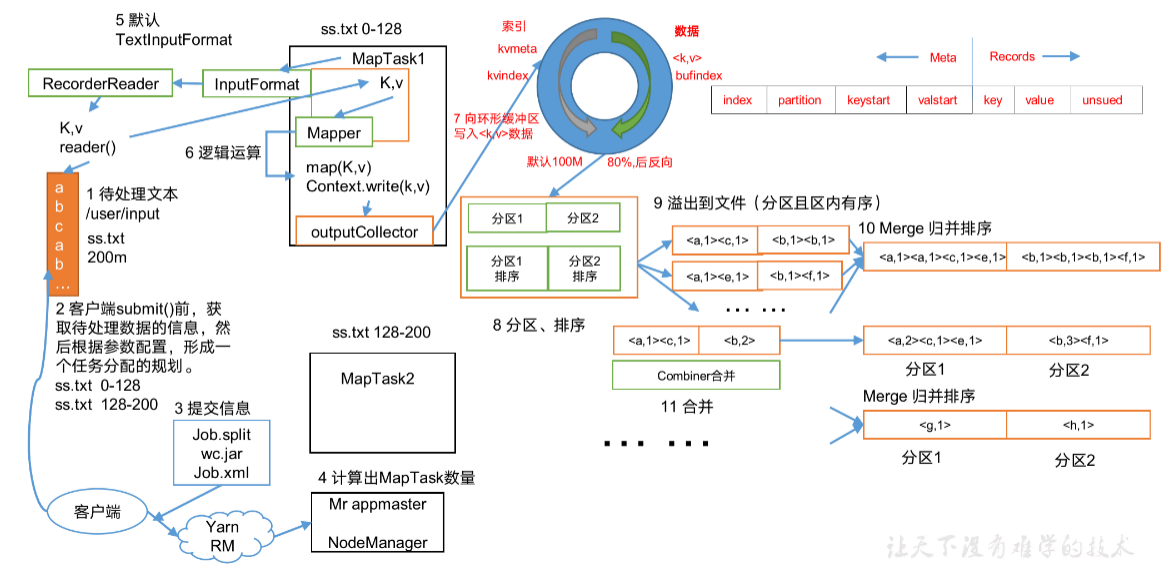 5 默认
TextInputFormat
RecorderReader
InputFormat
K,v
reader()
a
b
c
a
b
...
1 待处理文本
/user/input
ss.txt
200m
2 客户端submit()前，获
取待处理数据的信息，然
后根据参数配置，形成一
个任务分配的规划。
ss.txt 0-128
ss.txt 128-200
3 提交信息
Job.split
wc.jar
Job.xml
客户端
Yarn
RM
4 计算出MapTask数量
Mr appmaster
NodeManager
ss.txt 0-128
MapTask1
K,v
Mapper
6 逻辑运算
map(K,v)
Context.write(k,v)
outputCollector
ss.txt 128-200
MapTask2
索引
kvmeta
kvindex
数据
<k,v>
bufindex
7 向环形缓冲区
写入<k,v>数据
默认100M
80%,后反向
Meta
Records
index partition keystart valstart key value unsued
分区1 分区2
分区1
排序
分区2
排序
8 分区、排序
9 溢出到文件（分区且区内有序）
<a,1><c,1> <b,1><b,1>
<a,1><e,1> <b,1><f,1>
... ...
<a,1><c,1> <b,2>
Combiner合并
11 合并
... ...
10 Merge 归并排序
<a,1><a,1><c,1><e,1> <b,1><b,1><b,1><f,1>
<a,2><c,1><e,1> <b,3><f,1>
分区1 分区2
Merge 归并排序
<g,1> <h,1>
分区1 分区2
让天下没有难学的技术